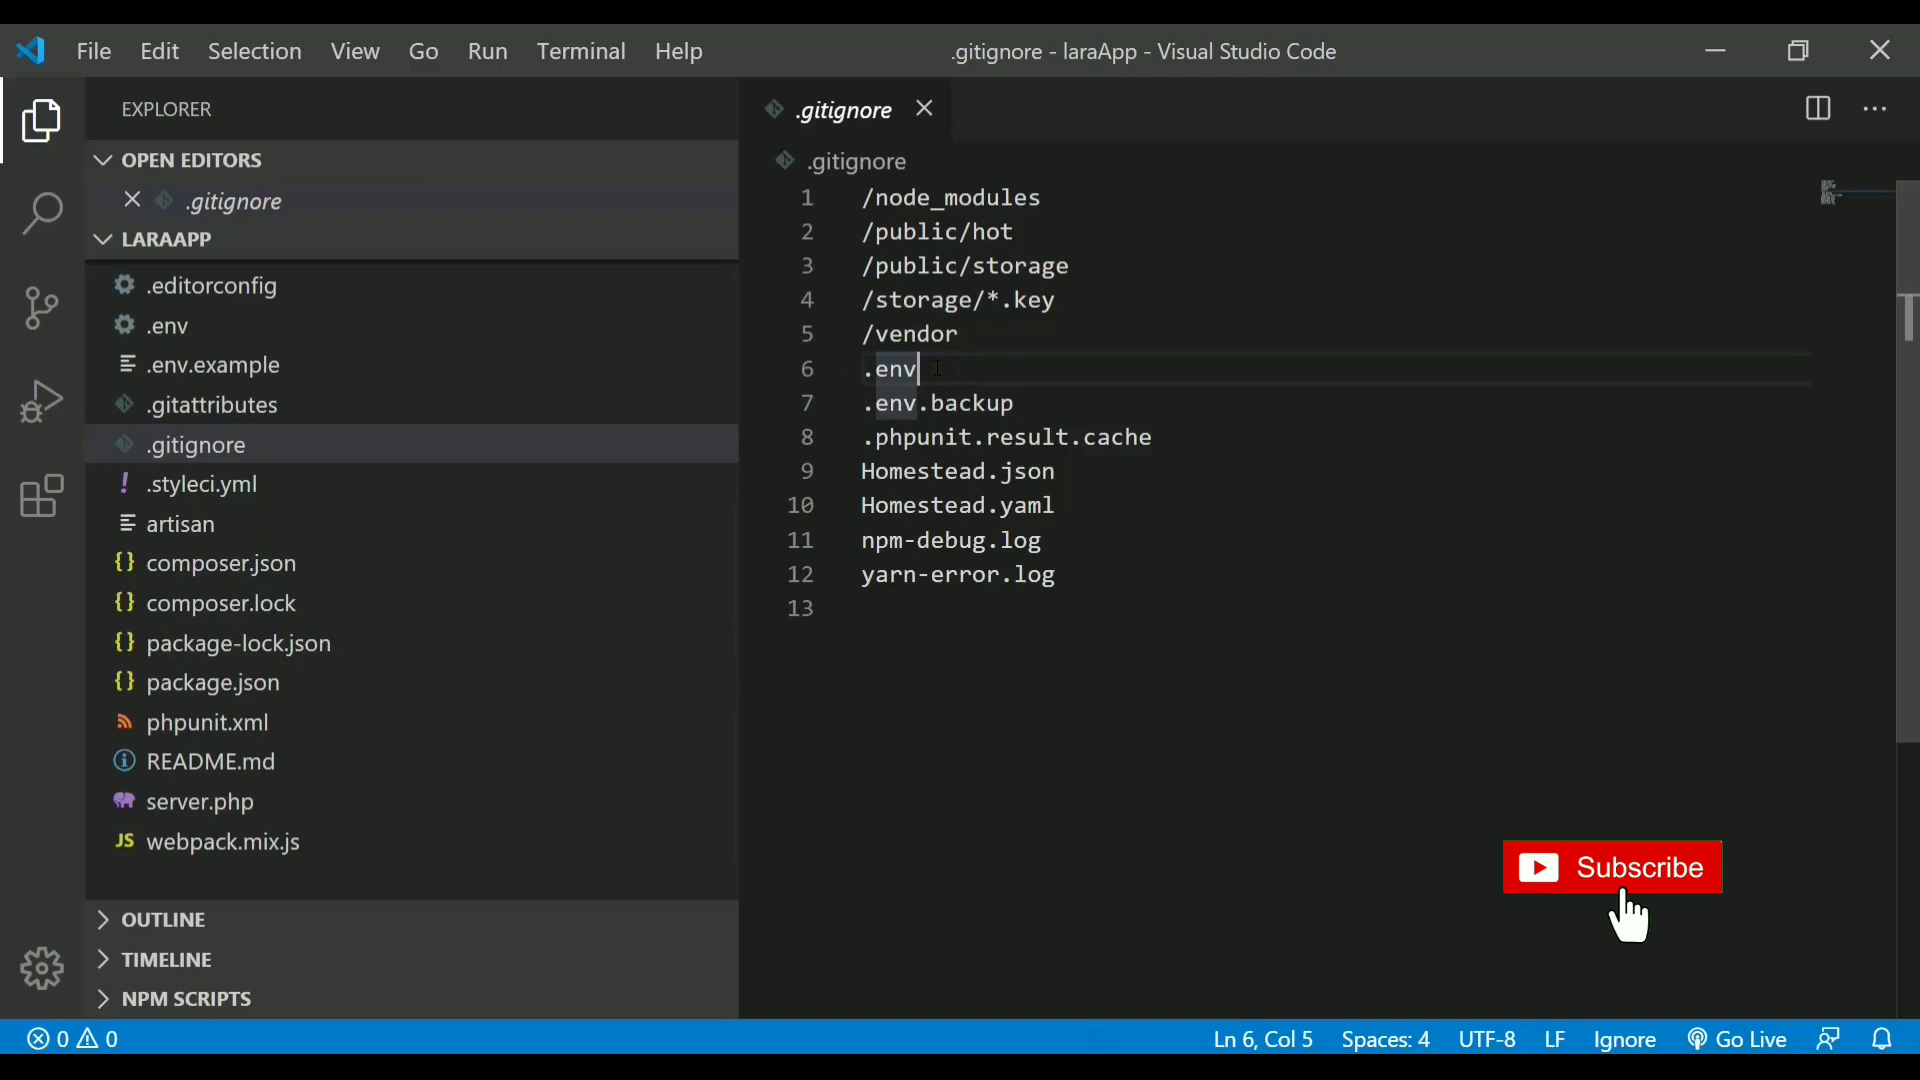 File Edit Selection View Go Run Terminal Help .gitignore - laraApp - Visual Studio Code
EXPLORER
OPEN EDITORS
.gitignore
LARAAPP
.editorconfig
.env
.env.example
.gitattributes
.gitignore
.styleci.yml
artisan
composer.json
composer.lock
package-lock.json
package.json
phpunit.xml
README.md
server.php
JS webpack.mix.js
OUTLINE
TIMELINE
NPM SCRIPTS
.gitignore
.gitignore
1 /node_modules
2 /public/hot
3 /public/storage
4 /storage/*.key
5 /vendor
6 .env
7 .env.backup
8 .phpunit.result.cache
9 Homestead.json
10 Homestead.yaml
11 npm-debug.log
12 yarn-error.log
13
Subscribe
0 0 Ln 6, Col 5 Spaces: 4 UTF-8 LF Ignore Go Live